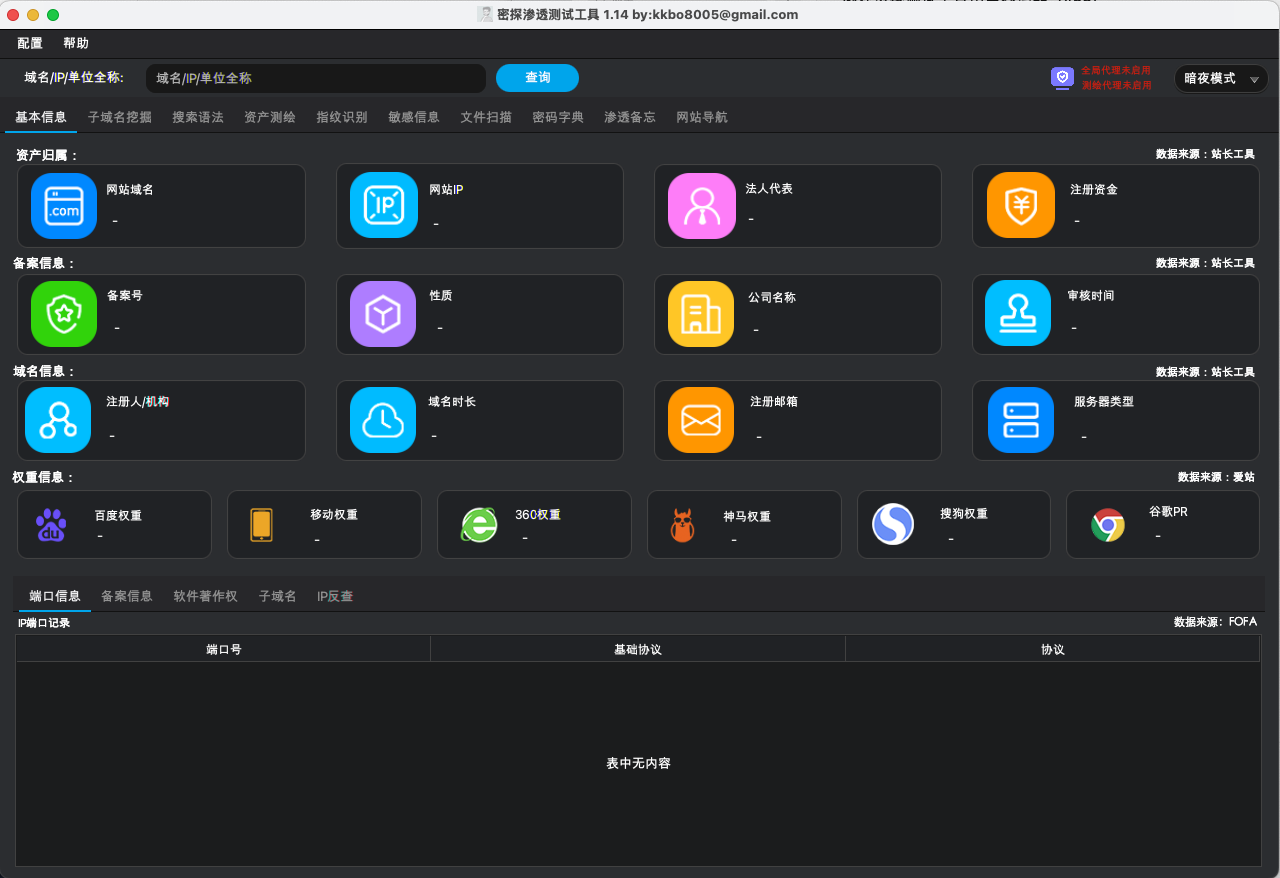 密探渗透测试工具 1.14 by:kkbo8005@gmail.com
配置 帮助
域名/IP/单位全称: 域名/IP/单位全称 查询 全局代理未启用
测绘代理未启用
暗夜模式
基本信息 子域名挖掘 搜索语法 资产测绘 指纹识别 敏感信息 文件扫描 密码字典 渗透备忘 网站导航
资产归属： 数据来源：站长工具
.com 网站域名 IP 网站IP 法人代表 注册资金
- - - -
备案信息： 数据来源：站长工具
备案号 性质 公司名称 审核时间
- - - -
域名信息： 数据来源：站长工具
注册人/机构 域名时长 注册邮箱 服务器类型
- - - -
权重信息： 数据来源：爱站
du 百度权重 移动权重 360权重 神马权重 搜狗权重 谷歌PR
- - - - - -
端口信息 备案信息 软件著作权 子域名 IP反查
IP端口记录 数据来源：FOFA
端口号 基础协议 协议
表中无内容